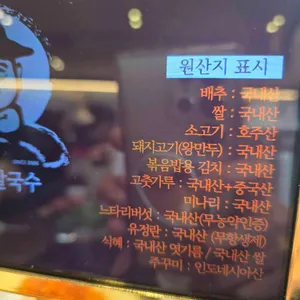 원산지 표시
배추 : 국내산
쌀 : 국내산
소고기 : 호주산
돼지고기(왕만두) : 국내산
볶음밥용 김치 : 국내산
고춧가루 : 국내산+중국산
미나리 : 국내산
느타리버섯 : 국내산(무농약인증)
유정란 : 국내산 (무항생제)
식혜 : 국내산 엿기름 / 국내산 쌀
쭈꾸미 : 인도네시아산
칼국수